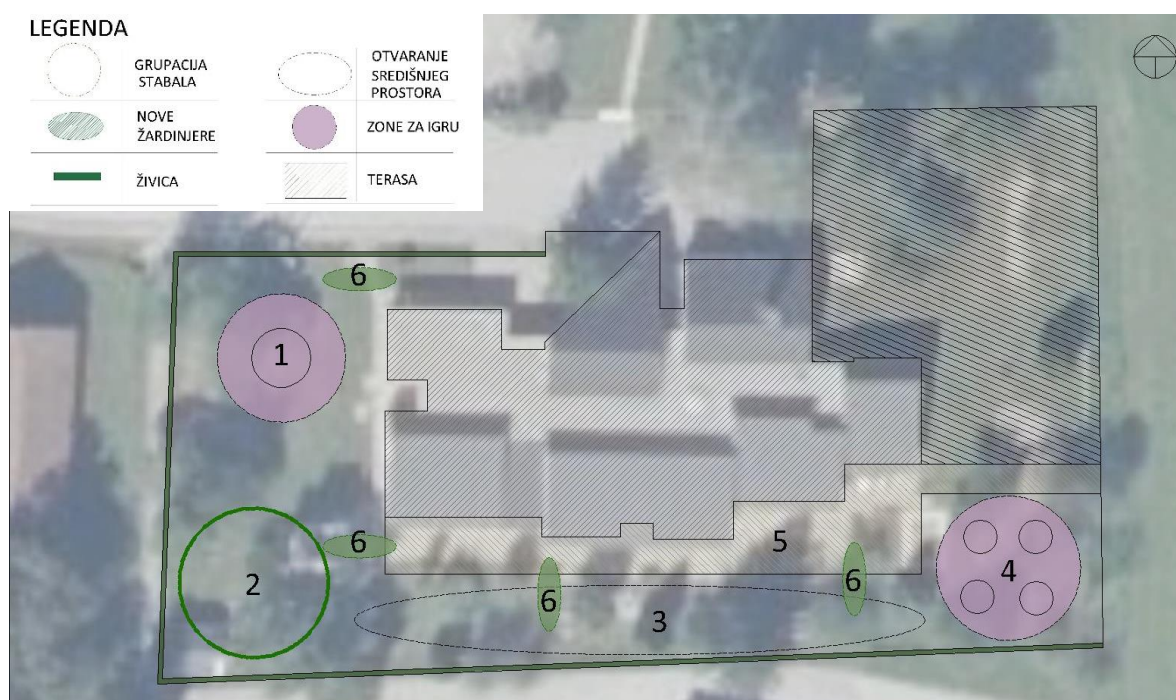 LEGENDA
GRUPACIJA
STABALA
OTVARANJE
SREDIŠNJEG
PROSTORA
NOVE
ŽARDINJERE
ZONE ZA IGRU
ŽIVICA
TERASA
6
1
6
2
5
6
6
3
4